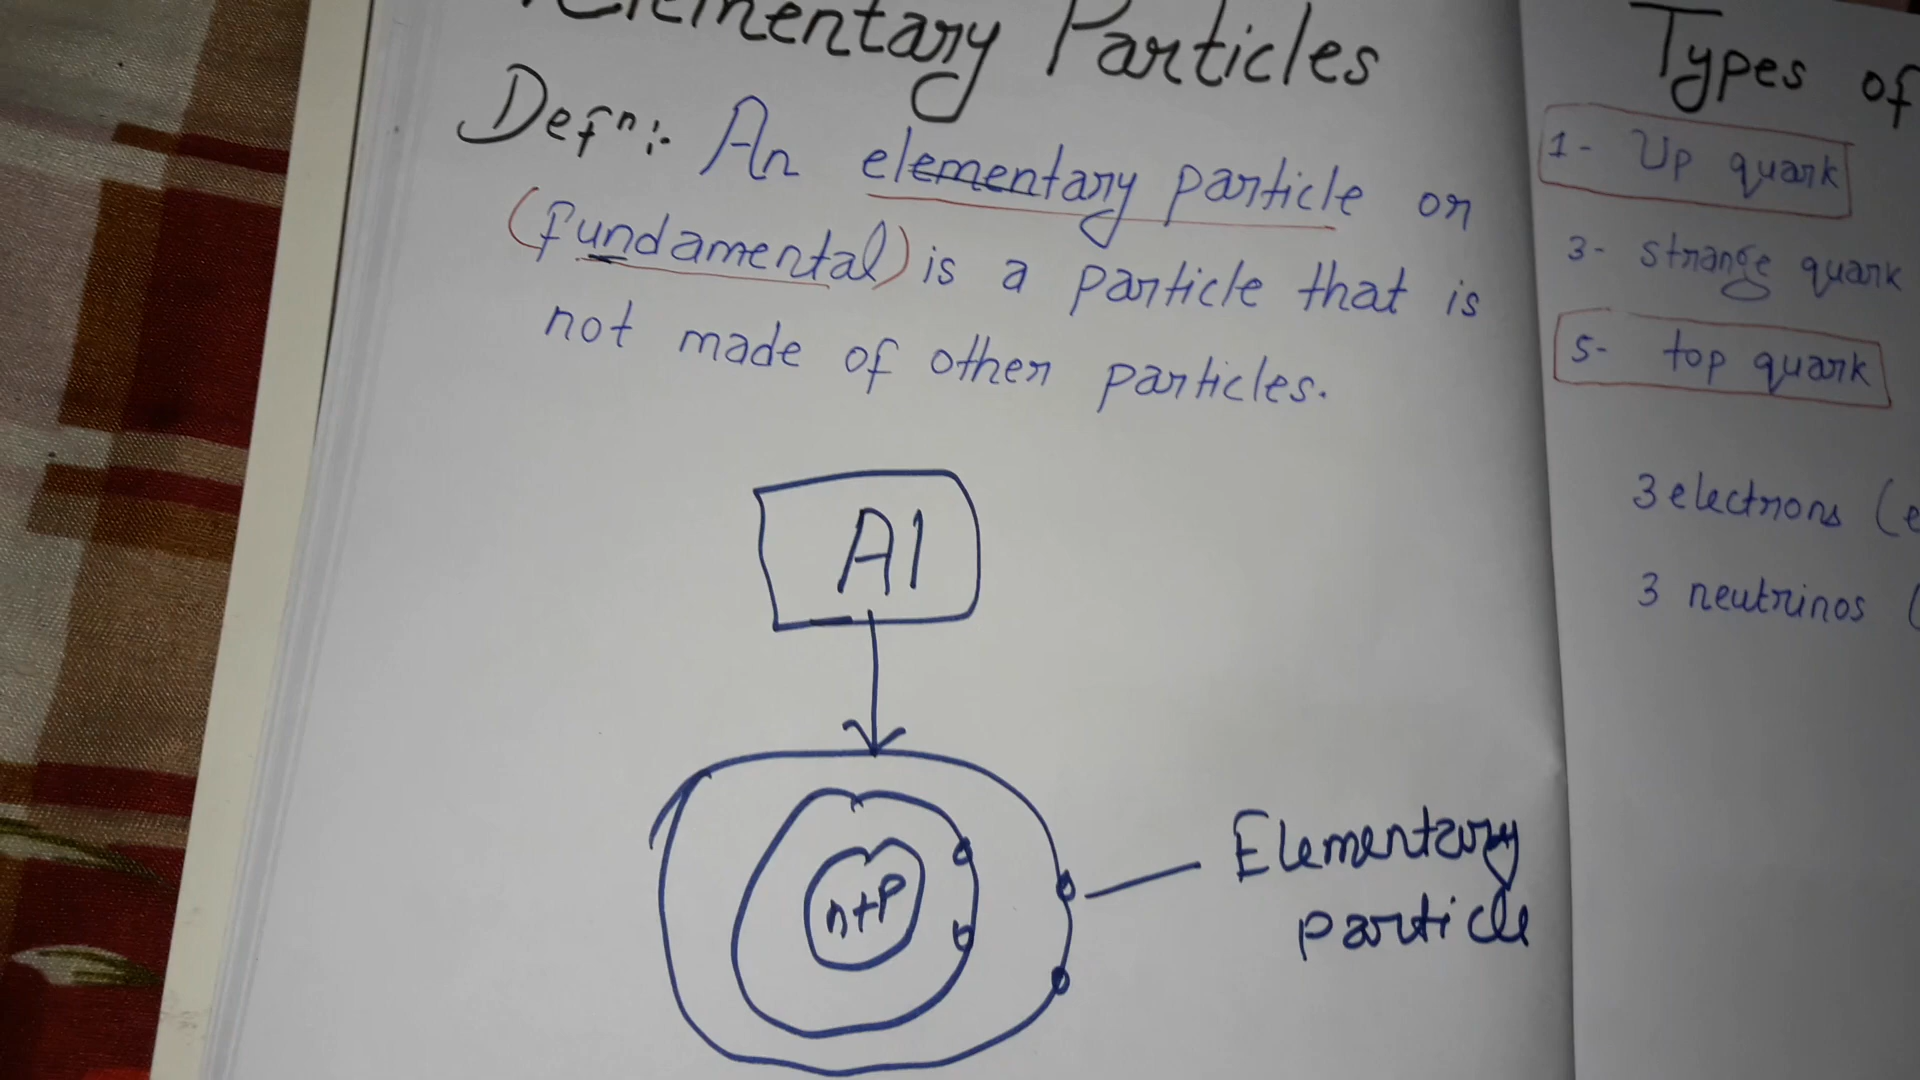 Elementary Particles
Defⁿ:- An elementary particle or
(fundamental) is a particle that is
not made of other particles.
Al
n+p
Elementary
particle
Types of
1- Up quark
3- strange quark
5- top quark
3 electrons (e
3 neutrinos (